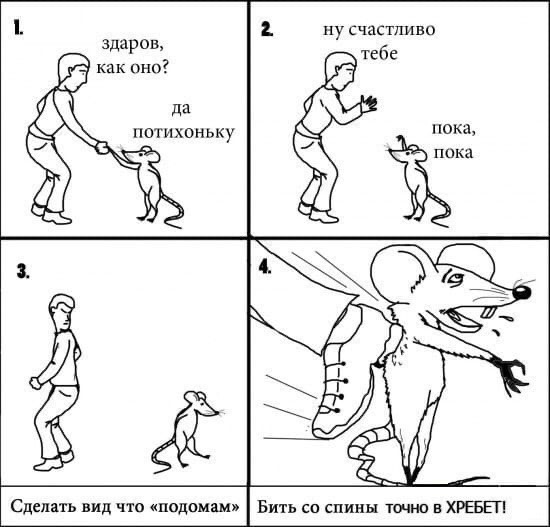 1.
здаров,
как оно?
да
потихоньку
2.
ну счастливо
тебе
пока,
пока
3.
4.
Сделать вид что «подомам»
Бить со спины точно в ХРЕБЕТ!